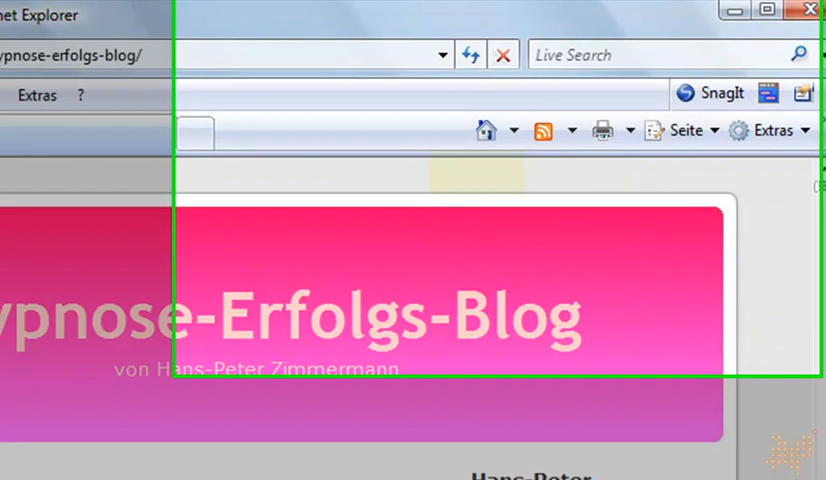 net Explorer
ypnose-erfolgs-blog/
Live Search
Extras ?
SnagIt
Seite
Extras
ypnose-Erfolgs-Blog
von Hans-Peter Zimmermann
Hans-Peter